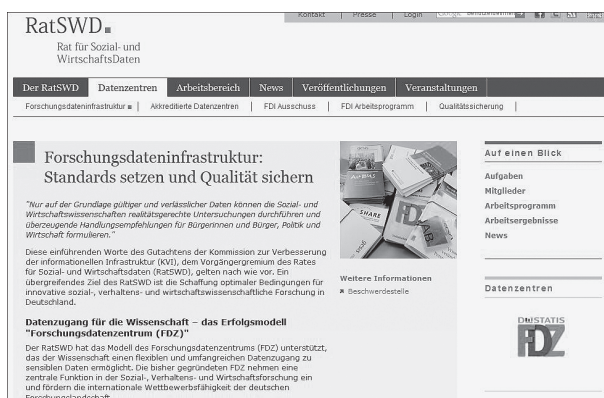 Kontakt | Presse | Login
RatSWD
Rat für Sozial- und
WirtschaftsDaten
Der RatSWD Datenzentren Arbeitsbereich News Veröffentlichungen Veranstaltungen
Forschungsdateninfrastruktur | Akkreditierte Datenzentren | FDI Ausschuss | FDI Arbeitsprogramm | Qualitätssicherung |
Forschungsdateninfrastruktur:
Standards setzen und Qualität sichern
"Nur auf der Grundlage gültiger und verlässlicher Daten können die Sozial- und
Wirtschaftswissenschaften realitätsgerechte Untersuchungen durchführen und
überzeugende Handlungsempfehlungen für Bürgerinnen und Bürger, Politik und
Wirtschaft formulieren."
Diese einführenden Worte des Gutachtens der Kommission zur Verbesserung
der informationellen Infrastruktur (KVI), dem Vorgängergremium des Rates
für Sozial- und Wirtschaftsdaten (RatSWD), gelten nach wie vor. Ein
übergreifendes Ziel des RatSWD ist die Schaffung optimaler Bedingungen für
innovative sozial-, verhaltens- und wirtschaftswissenschaftliche Forschung in
Deutschland.
Datenzugang für die Wissenschaft – das Erfolgsmodell
"Forschungsdatenzentrum (FDZ)"
Der RatSWD hat das Modell des Forschungsdatenzentrums (FDZ) unterstützt,
das der Wissenschaft einen flexiblen und umfangreichen Datenzugang zu
sensiblen Daten ermöglicht. Die bisher gegründeten FDZ nehmen eine
zentrale Funktion in der Sozial-, Verhaltens- und Wirtschaftsforschung ein
und fördern die internationale Wettbewerbsfähigkeit der deutschen
Forschungslandschaft.
SHARE
FDZ
IAB
Weitere Informationen
Beschwerdestelle
Auf einen Blick
Aufgaben
Mitglieder
Arbeitsprogramm
Arbeitsergebnisse
News
Datenzentren
DESTATIS
FDZ